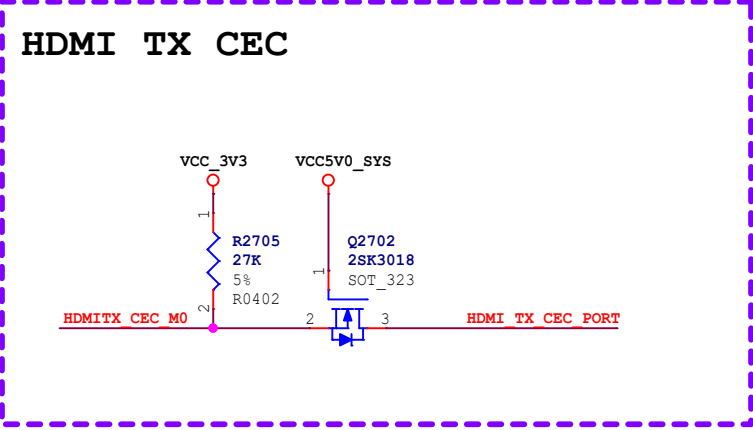 HDMI TX CEC
VCC_3V3
VCC5V0_SYS
1
R2705
27K
5%
R0402
2
1
Q2702
2SK3018
SOT_323
HDMITX_CEC_M0
2
3
HDMI_TX_CEC_PORT